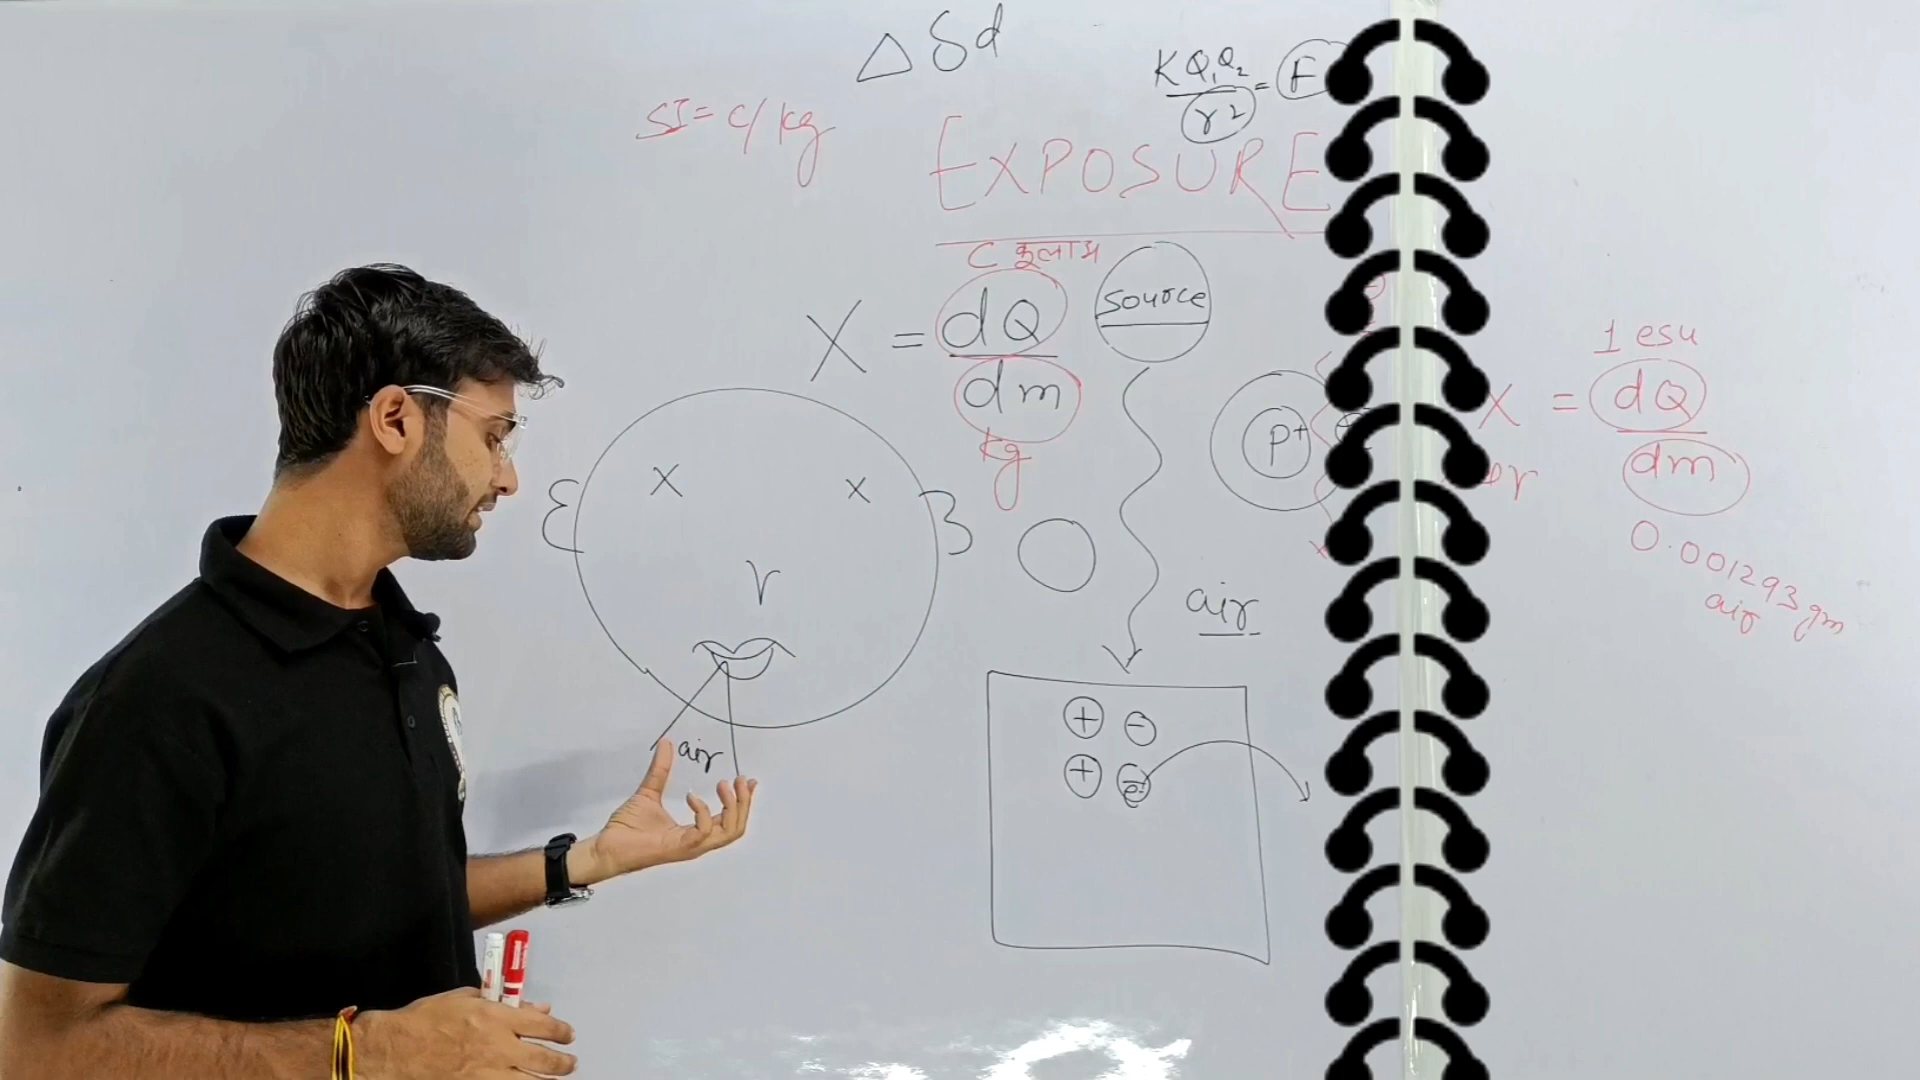 Δ δ d
KQ₁Q₂ / r² = F
SI = C/kg
EXPOSURE
C कूलाम
X = dQ / dm
kg
source
P+
air
+ -
+ e-
air
1 esu
X = dQ / dm
or
0.001293 gm
air